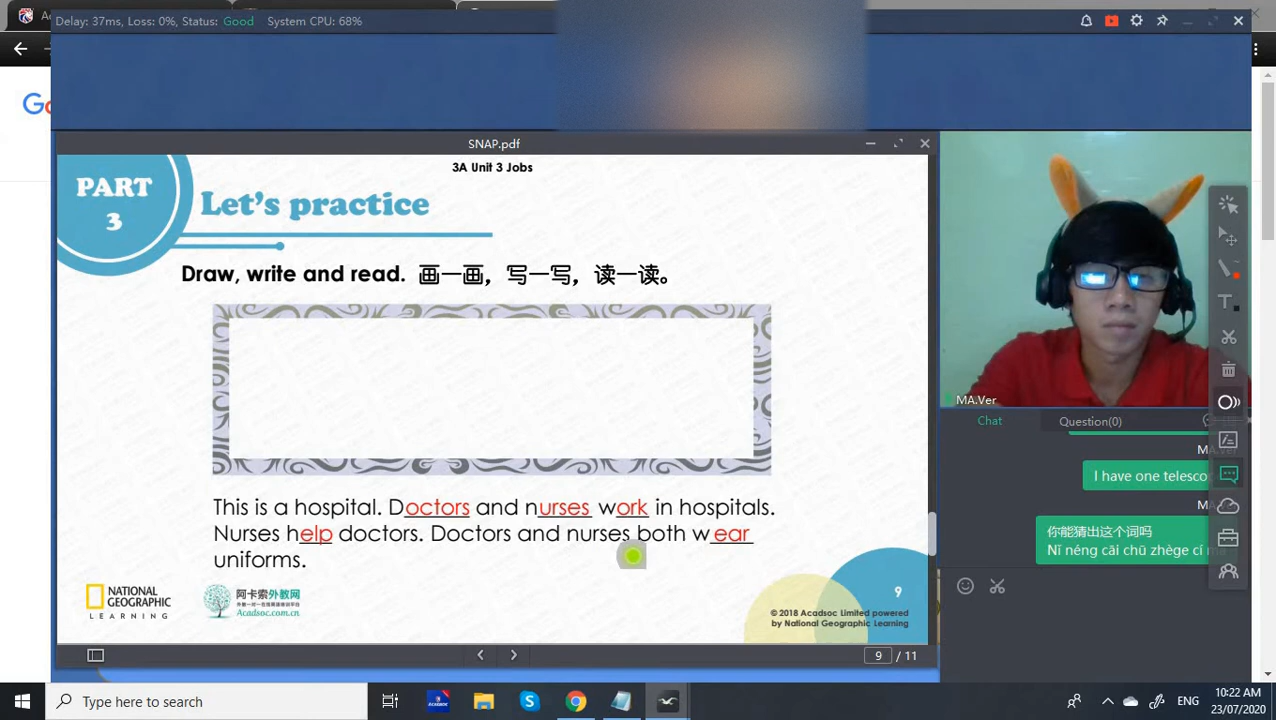 Delay: 37ms, Loss: 0%, Status: Good System CPU: 68%
SNAP.pdf
3A Unit 3 Jobs
PART
3
Let's practice
Draw, write and read. 画一画，写一写，读一读。
This is a hospital. Doctors and nurses work in hospitals.
Nurses help doctors. Doctors and nurses both wear
uniforms.
NATIONAL
GEOGRAPHIC
LEARNING
阿卡索外教网
Acadsoc.com.cn
9
© 2018 Acadsoc Limited powered
by National Geographic Learning
9 / 11
MA.Ver
Chat Question(0)
I have one telesco
你能猜出这个词吗
Nǐ néng cāi chū zhège cí
Type here to search
ENG
10:22 AM
23/07/2020